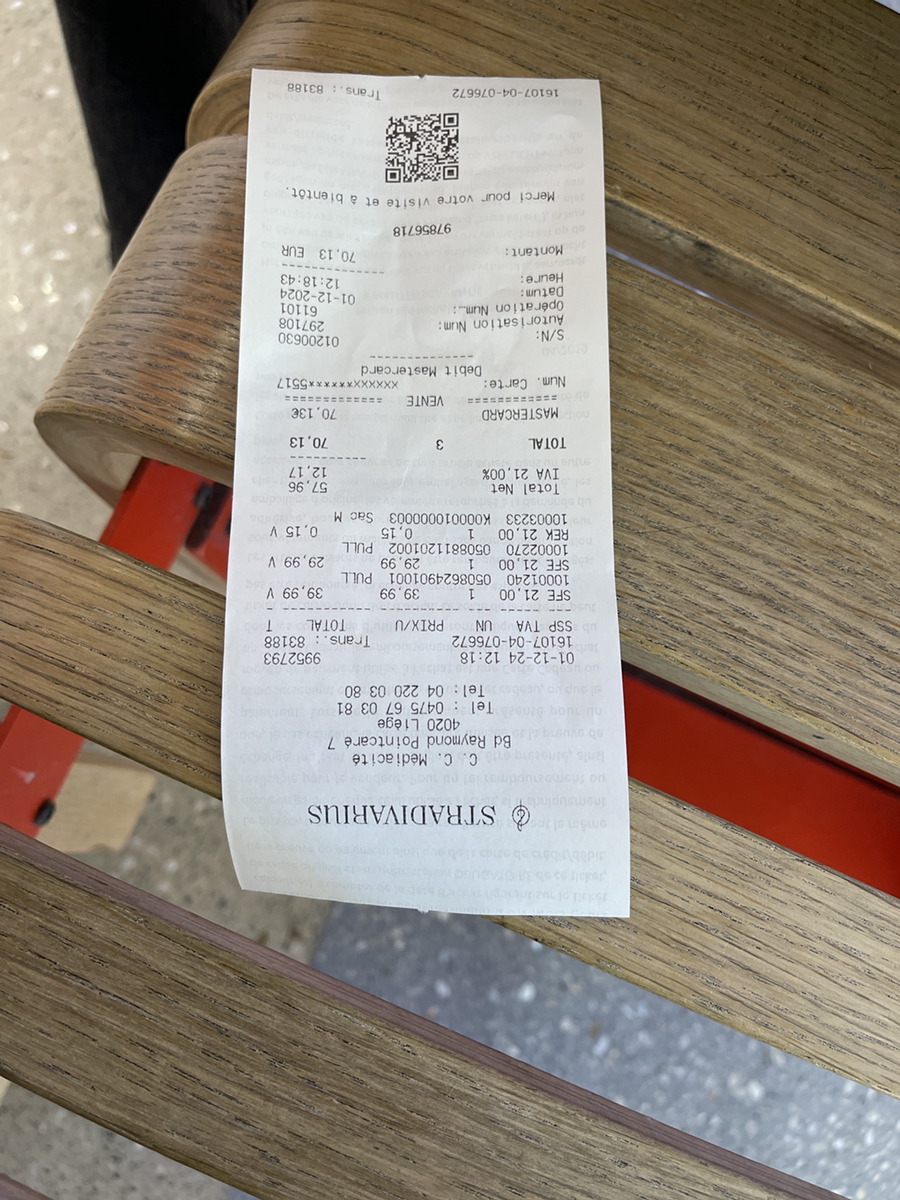 STRADIVARIUS
C.C. Médiacité
Bd Raymond Pointcaré 7
4020 Liège
Tel: 0475 67 03 81
Tel: 04 220 03 80
01-12-24 12:18 9952793
16107-04-076672 Trans.: 83188
SSP TVA UN PRIX/U TOTAL T
SFE 21,00 1 39,99 39,99 V
10001240 0508624901001 PULL
SFE 21,00 1 29,99 29,99 V
10002270 0508811201002 PULL
REK 21,00 1 0,15 0,15 V
10003233 K0001000000003 Sac M
Total Net 57,96
IVA 21,00% 12,17
TOTAL 3 70,13
MASTERCARD 70,13€
========== VENTE ==========
Num. Carte: xxxxxx******5517
Debit Mastercard
S/N: 01200630
Autorisation Num: 297108
Opération Num.: 61101
Datum: 01-12-2024
Heure: 12:18:43
Montant: 70,13 EUR
97856718
Merci pour votre visite et à bientôt.
16107-04-076672 Trans.: 83188